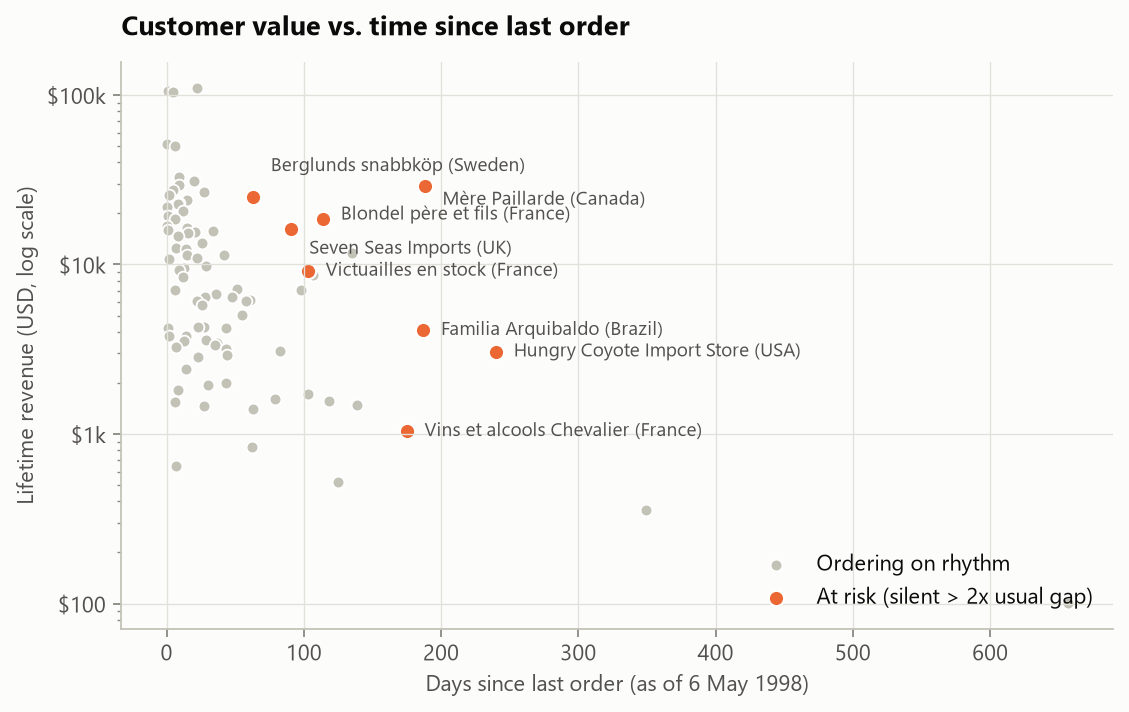 Customer value vs. time since last order
Lifetime revenue (USD, log scale)
$100k
$10k
$1k
$100
Berglunds snabbköp (Sweden)
Mère Paillarde (Canada)
Blondel père et fils (France)
Seven Seas Imports (UK)
Victuailles en stock (France)
Familia Arquibaldo (Brazil)
Hungry Coyote Import Store (USA)
Vins et alcools Chevalier (France)
Ordering on rhythm
At risk (silent > 2x usual gap)
0 100 200 300 400 500 600
Days since last order (as of 6 May 1998)